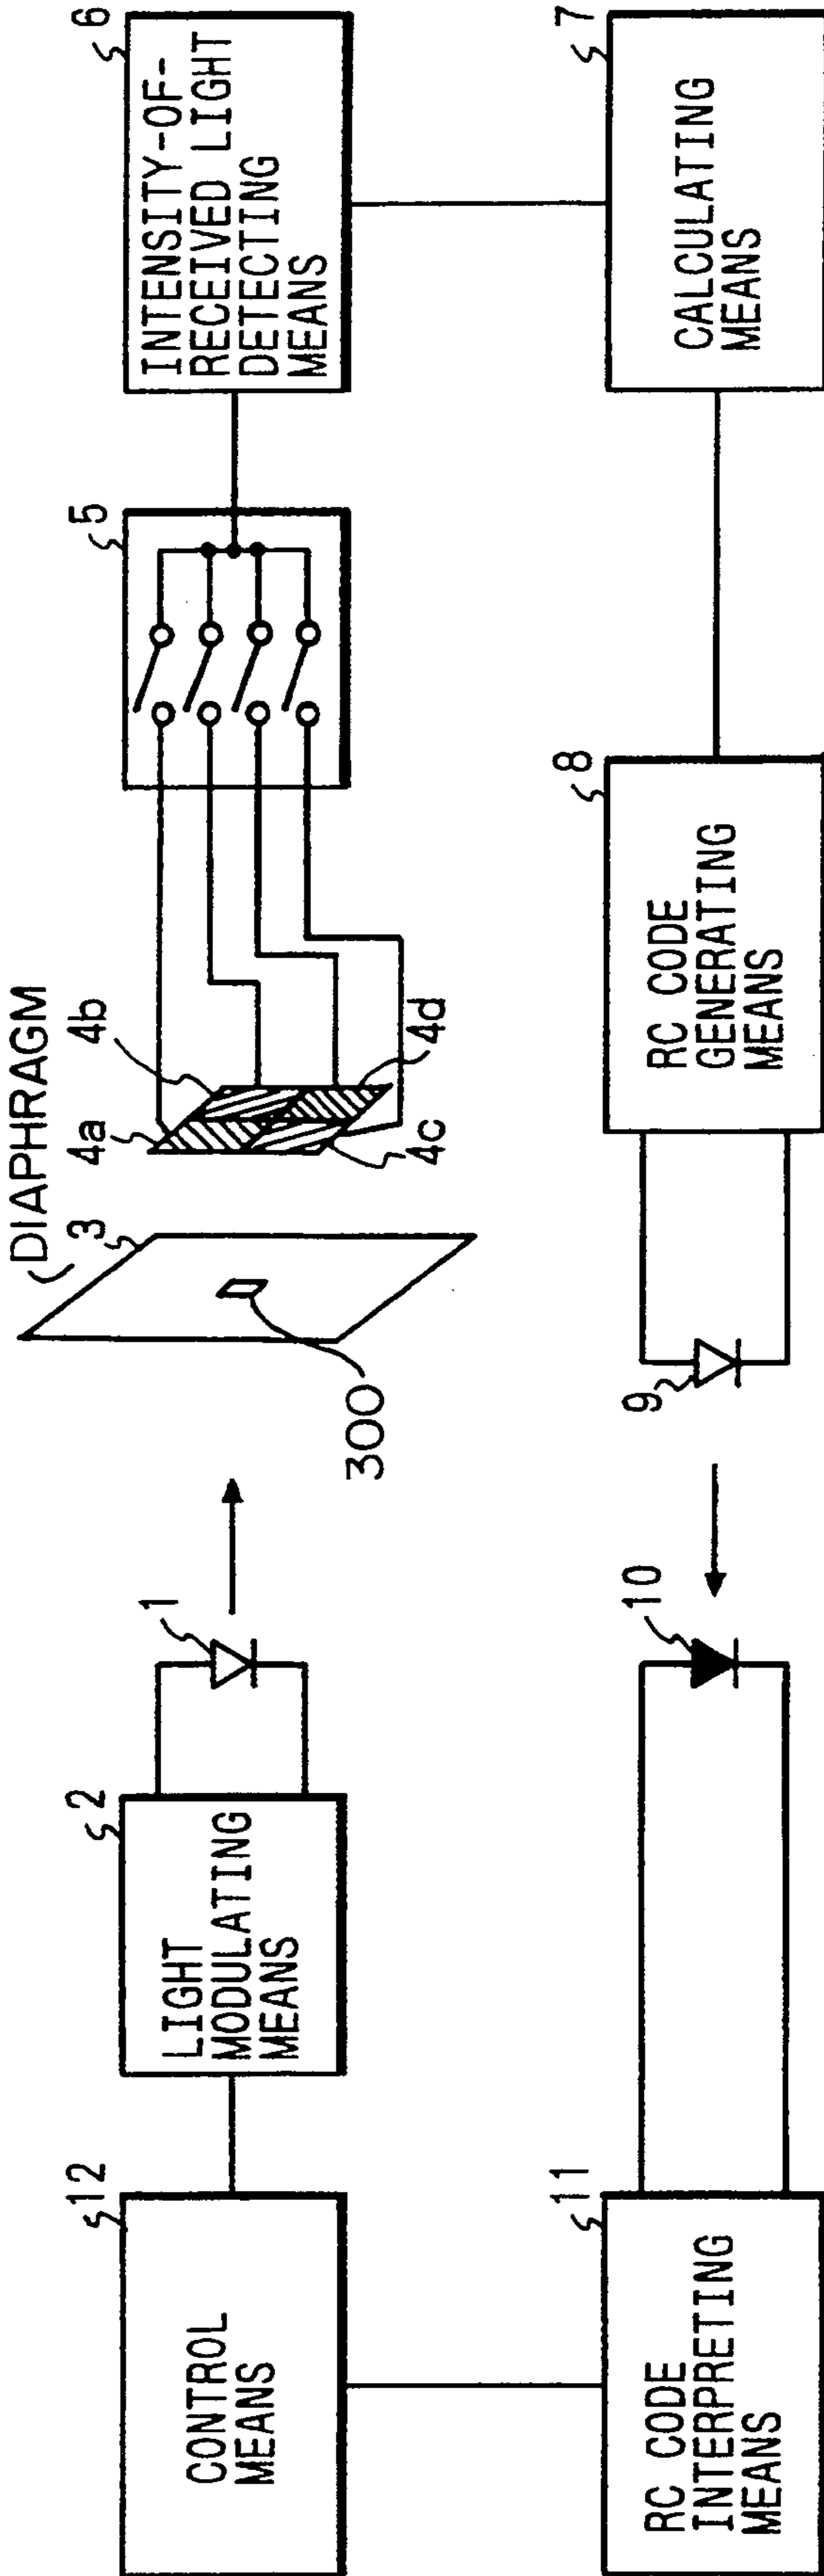 12
CONTROL
MEANS
2
LIGHT
MODULATING
MEANS
1
DIAPHRAGM
3
300
4a
4b
4c
4d
5
6
INTENSITY-OF-
RECEIVED LIGHT
DETECTING
MEANS
11
RC CODE
INTERPRETING
MEANS
10
9
8
RC CODE
GENERATING
MEANS
7
CALCULATING
MEANS